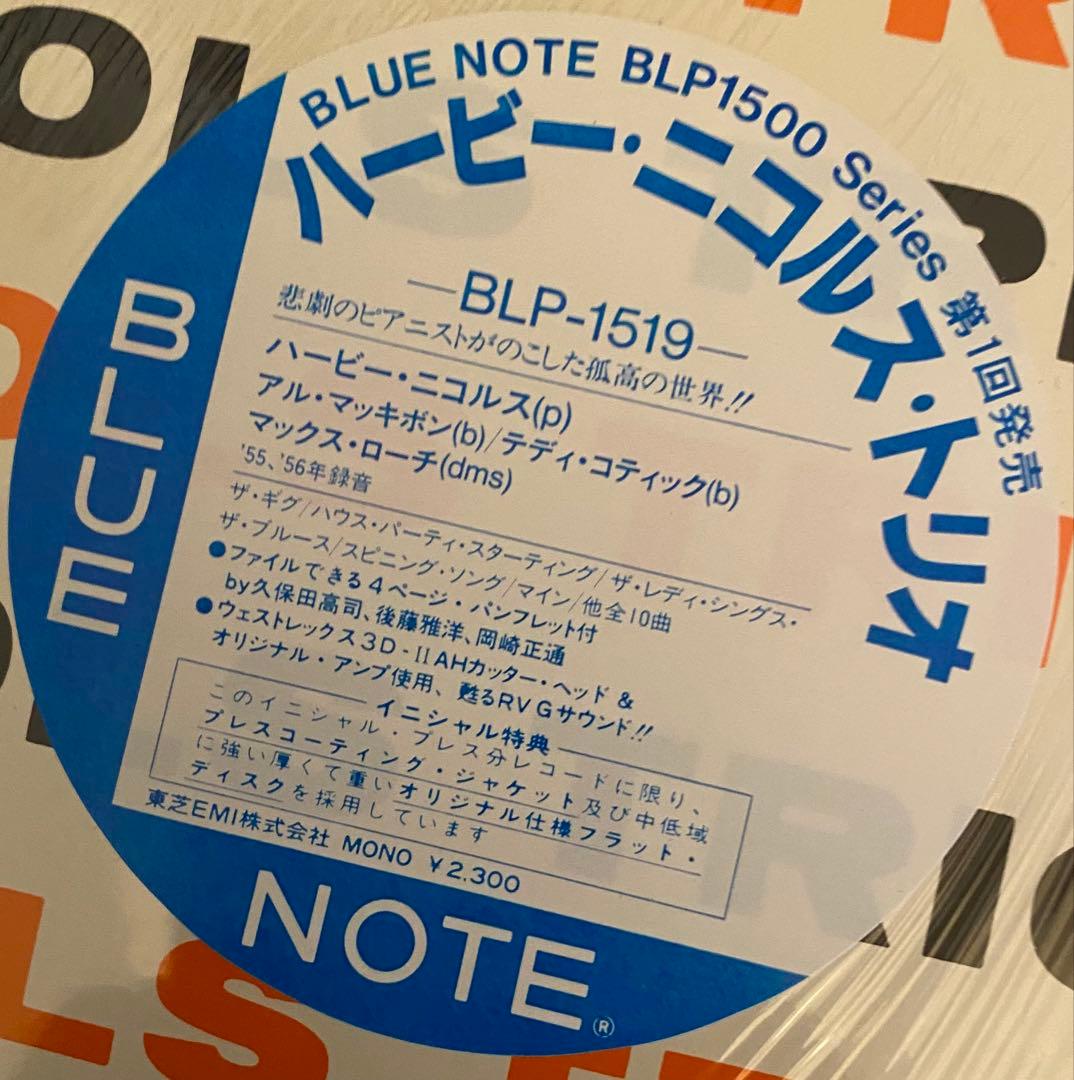 BLUE NOTE BLP1500 Series 第1回発売
ハービー・ニコルス・トリオ
—BLP-1519—
悲劇のピアニストがのこした孤高の世界!!
ハービー・ニコルス(p)
アル・マッキボン(b)/テディ・コティック(b)
マックス・ローチ(dms)
'55、'56年録音
ザ・ギグ/ハウス・パーティ・スターティング/ザ・レディ・シングス・
ザ・ブルース/スピニング・ソング/マイン/他全10曲
●ファイルできる4ページ・パンフレット付
by久保田高司、後藤雅洋、岡崎正通
●ウェストレックス3D-IIAHカッター・ヘッド&
オリジナル・アンプ使用、甦るRVGサウンド!!
イニシャル特典
このイニシャル・プレス分レコードに限り、
プレスコーティング・ジャケット及び中低域
に強い厚くて重いオリジナル仕様フラット・
ディスクを採用しています
東芝EMI株式会社 MONO ¥2.300
BLUE
NOTE®